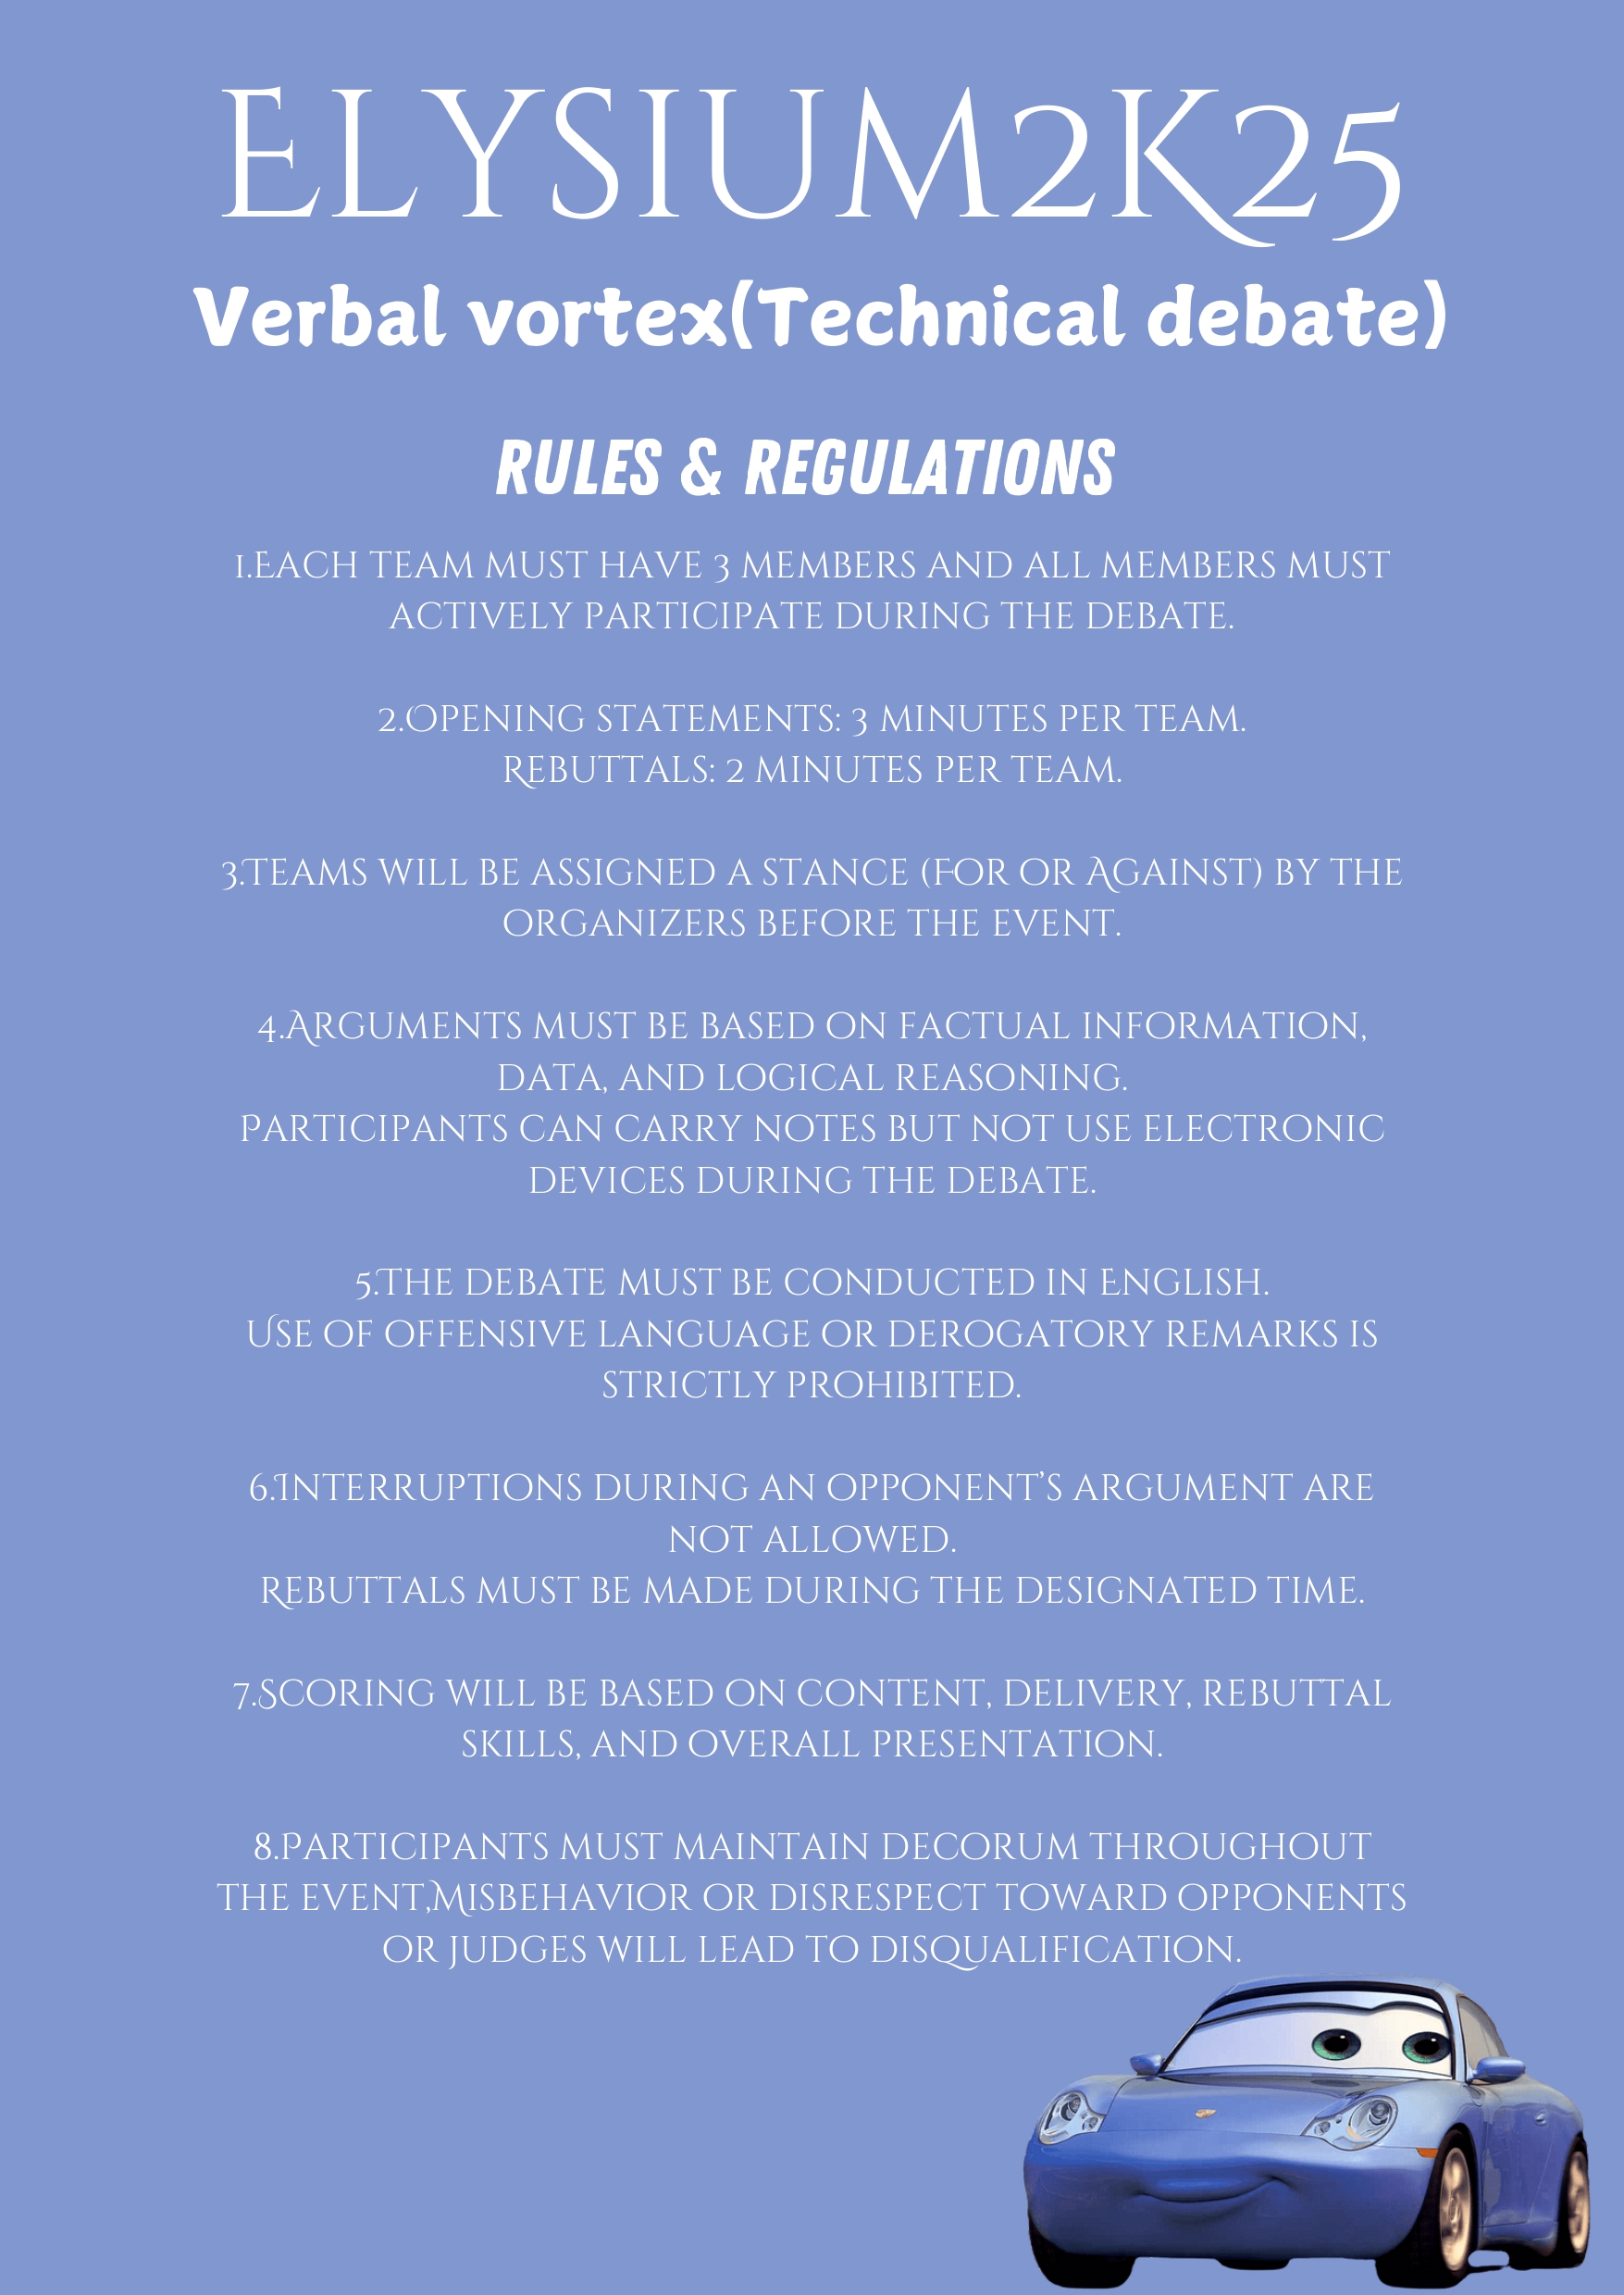 Elysium2K25
Verbal vortex(Technical debate)
RULES & REGULATIONS
1.Each team must have 3 members and all members must
actively participate during the debate.
2.Opening statements: 3 minutes per team.
Rebuttals: 2 minutes per team.
3.Teams will be assigned a stance (For or Against) by the
organizers before the event.
4.Arguments must be based on factual information,
data, and logical reasoning.
Participants can carry notes but not use electronic
devices during the debate.
5.The debate must be conducted in English.
Use of offensive language or derogatory remarks is
strictly prohibited.
6.Interruptions during an opponent’s argument are
not allowed.
Rebuttals must be made during the designated time.
7.Scoring will be based on content, delivery, rebuttal
skills, and overall presentation.
8.Participants must maintain decorum throughout
the event,Misbehavior or disrespect toward opponents
or judges will lead to disqualification.